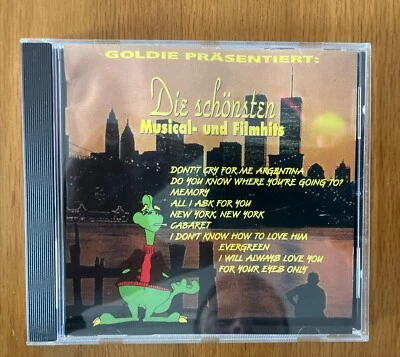 GOLDIE PRÄSENTIERT:
Die schönsten
Musical- und Filmhits
DON'T CRY FOR ME ARGENTINA
DO YOU KNOW WHERE YOU'RE GOING TO?
MEMORY
ALL I ASK FOR YOU
NEW YORK, NEW YORK
CABARET
I DON'T KNOW HOW TO LOVE HIM
EVERGREEN
I WILL ALWAYS LOVE YOU
FOR YOUR EYES ONLY